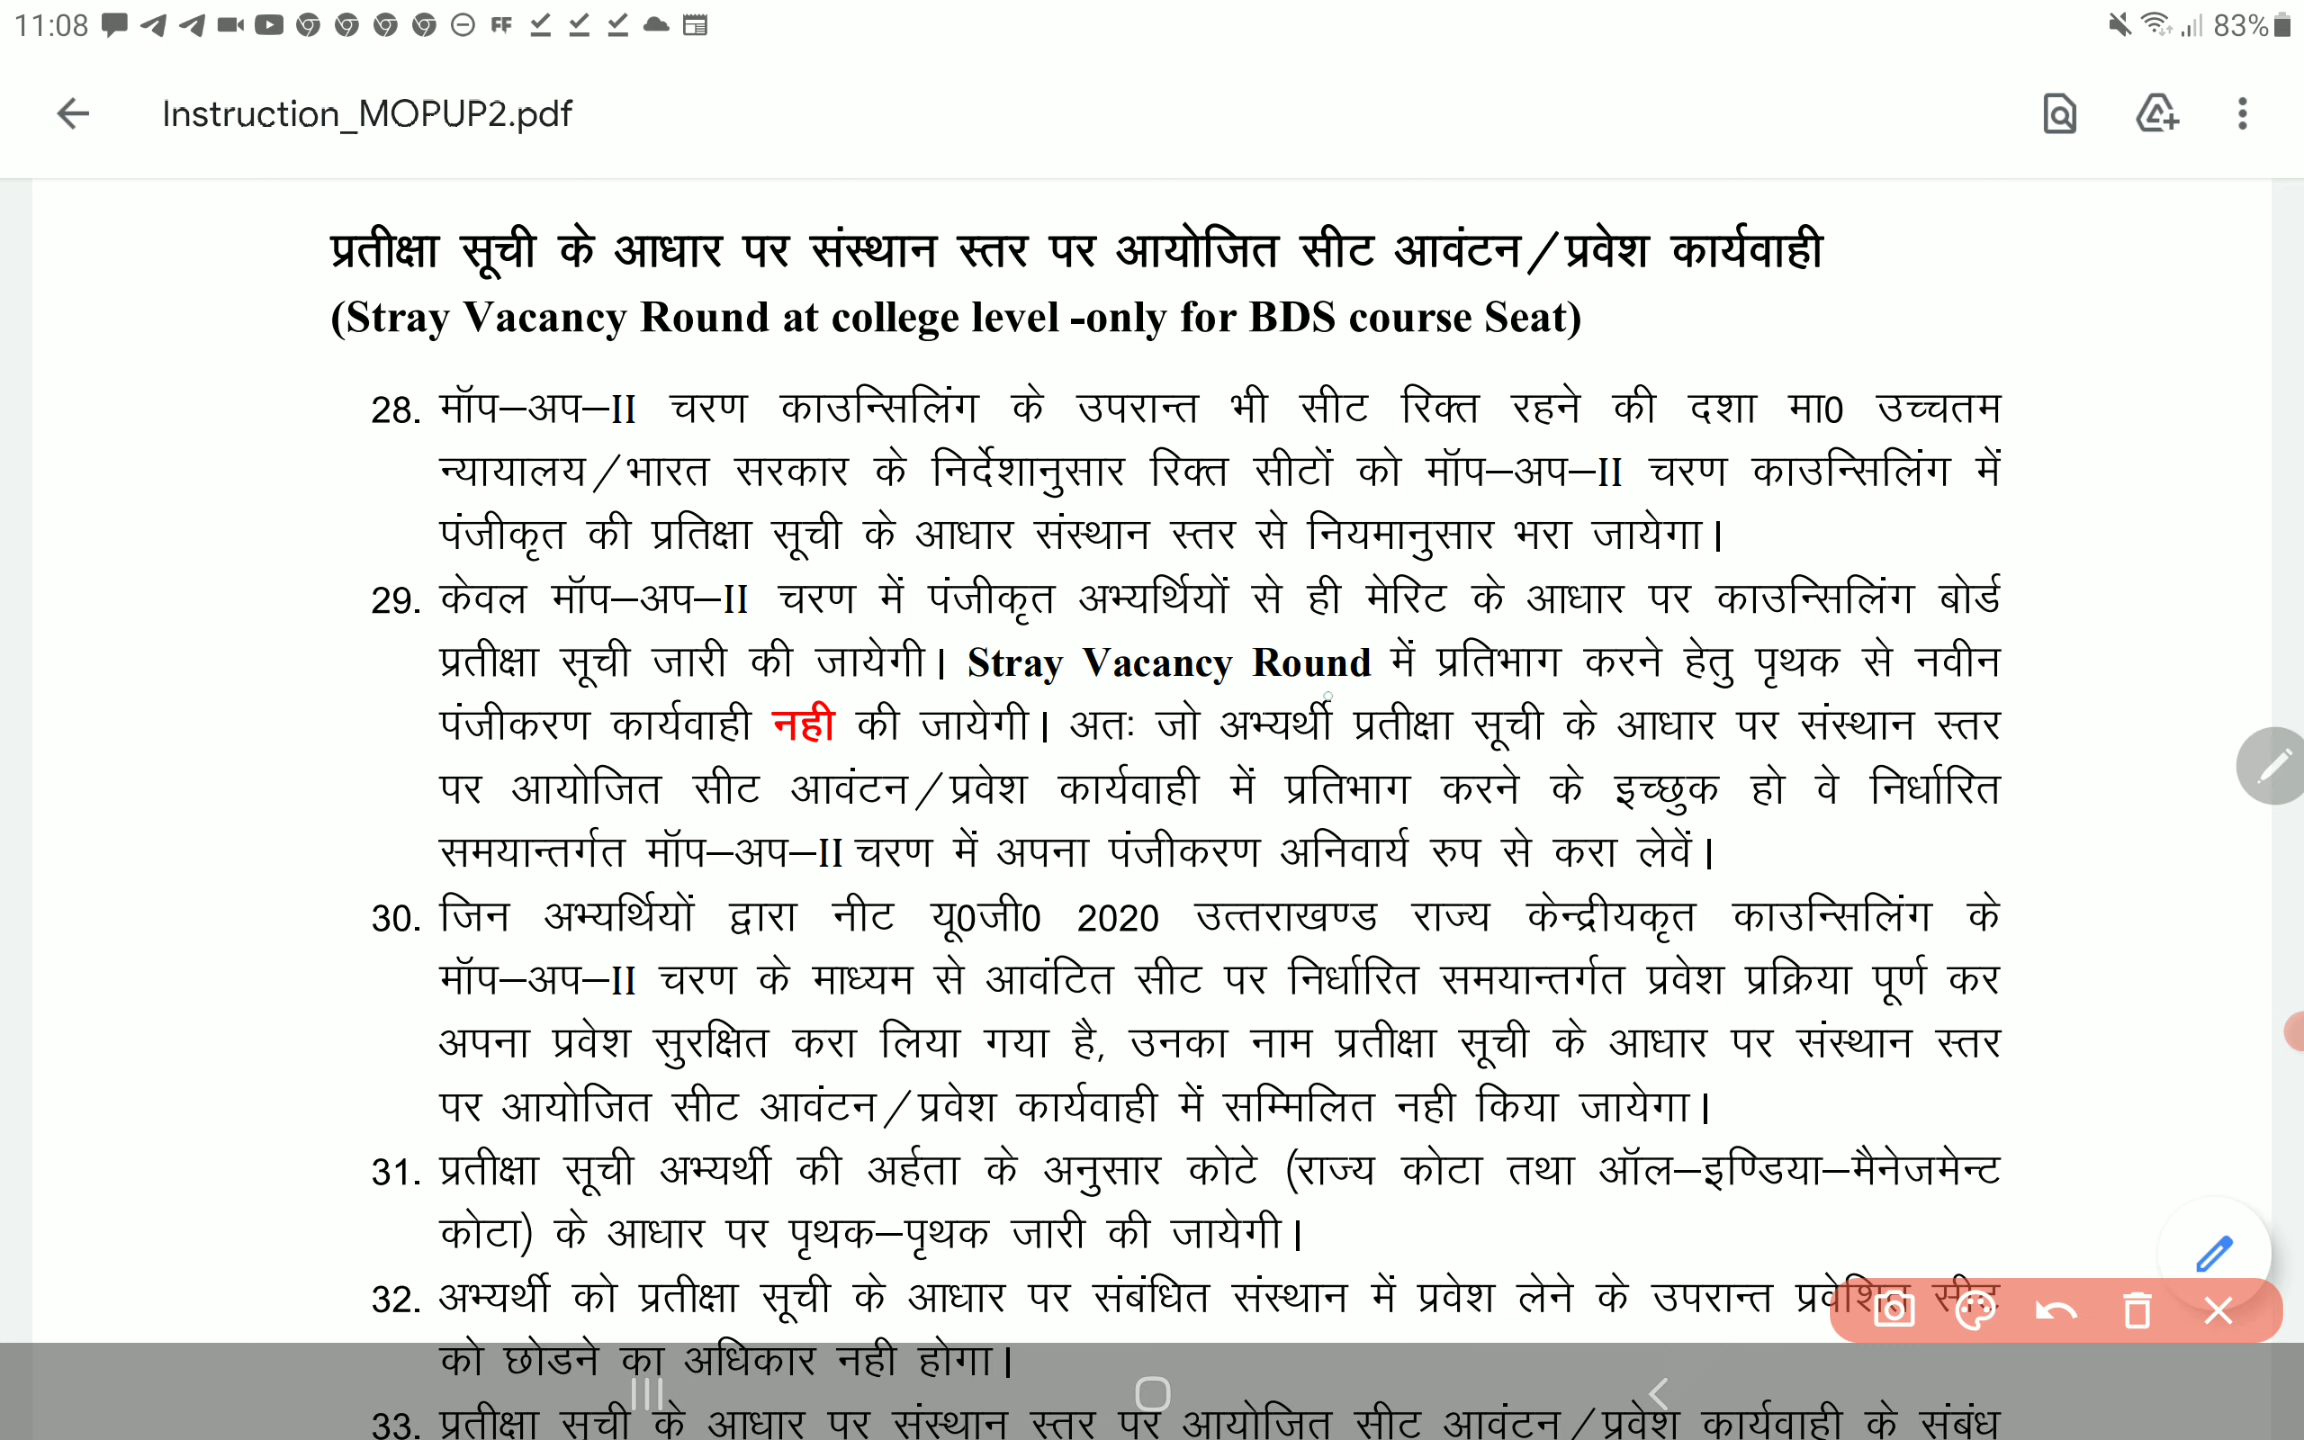 11:08
FF
83%
Instruction_MOPUP2.pdf
प्रतीक्षा सूची के आधार पर संस्थान स्तर पर आयोजित सीट आवंटन/प्रवेश कार्यवाही
(Stray Vacancy Round at college level -only for BDS course Seat)
28. मॉप–अप–II चरण काउन्सिलिंग के उपरान्त भी सीट रिक्त रहने की दशा मा0 उच्चतम
न्यायालय/भारत सरकार के निर्देशानुसार रिक्त सीटों को मॉप–अप–II चरण काउन्सिलिंग में
पंजीकृत की प्रतिक्षा सूची के आधार संस्थान स्तर से नियमानुसार भरा जायेगा।
29. केवल मॉप–अप–II चरण में पंजीकृत अभ्यर्थियों से ही मेरिट के आधार पर काउन्सिलिंग बोर्ड
प्रतीक्षा सूची जारी की जायेगी। Stray Vacancy Round में प्रतिभाग करने हेतु पृथक से नवीन
पंजीकरण कार्यवाही नही की जायेगी। अतः जो अभ्यर्थी प्रतीक्षा सूची के आधार पर संस्थान स्तर
पर आयोजित सीट आवंटन/प्रवेश कार्यवाही में प्रतिभाग करने के इच्छुक हो वे निर्धारित
समयान्तर्गत मॉप–अप–II चरण में अपना पंजीकरण अनिवार्य रुप से करा लेवें।
30. जिन अभ्यर्थियों द्वारा नीट यू0जी0 2020 उत्तराखण्ड राज्य केन्द्रीयकृत काउन्सिलिंग के
मॉप–अप–II चरण के माध्यम से आवंटित सीट पर निर्धारित समयान्तर्गत प्रवेश प्रक्रिया पूर्ण कर
अपना प्रवेश सुरक्षित करा लिया गया है, उनका नाम प्रतीक्षा सूची के आधार पर संस्थान स्तर
पर आयोजित सीट आवंटन/प्रवेश कार्यवाही में सम्मिलित नही किया जायेगा।
31. प्रतीक्षा सूची अभ्यर्थी की अर्हता के अनुसार कोटे (राज्य कोटा तथा ऑल–इण्डिया–मैनेजमेन्ट
कोटा) के आधार पर पृथक–पृथक जारी की जायेगी।
32. अभ्यर्थी को प्रतीक्षा सूची के आधार पर संबंधित संस्थान में प्रवेश लेने के उपरान्त प्रवेशित सीट
को छोडने का अधिकार नही होगा।
33. प्रतीक्षा सूची के आधार पर संस्थान स्तर पर आयोजित सीट आवंटन/प्रवेश कार्यवाही के संबंध